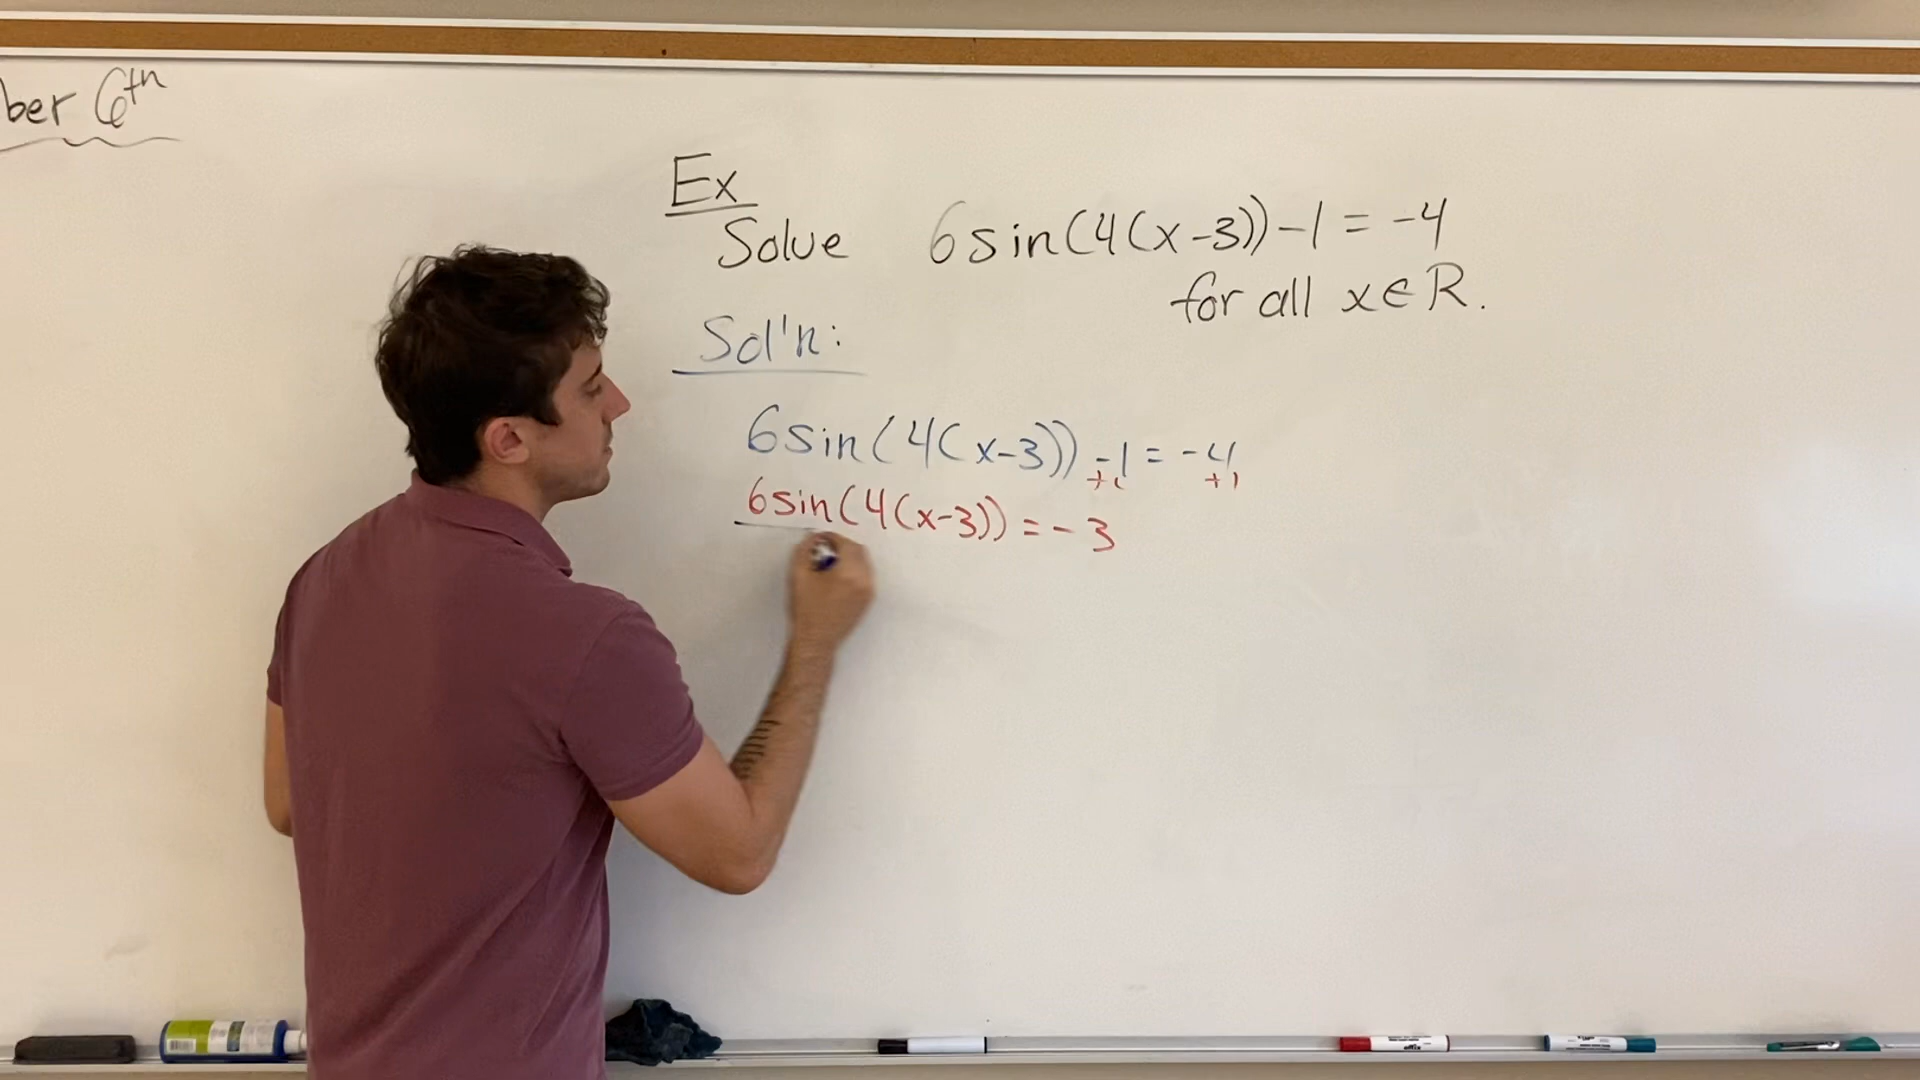 ber 6th
Ex
Solve 6sin(4(x-3))-1 = -4
for all x∈R.
Sol'n:
6sin(4(x-3))-1 = -4
+1 +1
6sin(4(x-3)) = -3